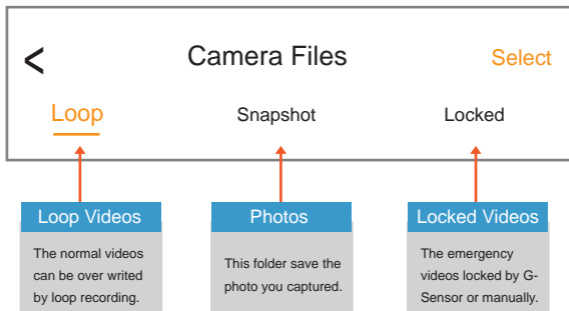 < Camera Files Select
Loop Snapshot Locked
Loop Videos
The normal videos
can be over writed
by loop recording.
Photos
This folder save the
photo you captured.
Locked Videos
The emergency
videos locked by G-
Sensor or manually.